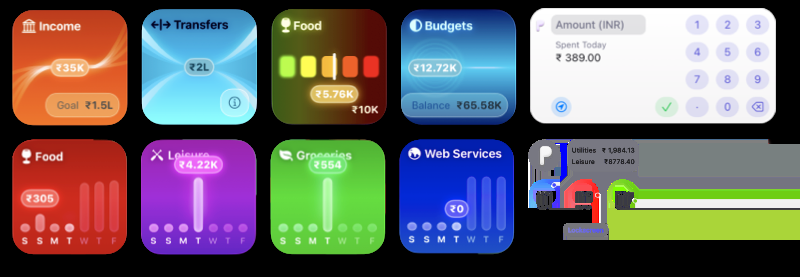 Income
₹35K
Goal ₹1.5L
Transfers
₹2L
Food
₹5.76K
₹10K
Budgets
₹12.72K
Balance ₹65.58K
Amount (INR)
Spent Today
₹ 389.00
1 2 3
4 5 6
7 8 9
· 0
Food
₹305
S S M T W T F
Leisure
₹4.22K
S S M T W T F
Groceries
₹554
S S M T W T F
Web Services
₹0
S S M T W T F
Utilities ₹ 1,984.13
Leisure ₹8778.40